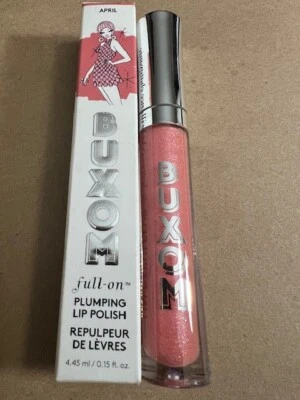 APRIL
BUXOM
full-on™
PLUMPING
LIP POLISH
REPULPEUR
DE LÈVRES
4.45 ml / 0.15 fl. oz.
BUXOM